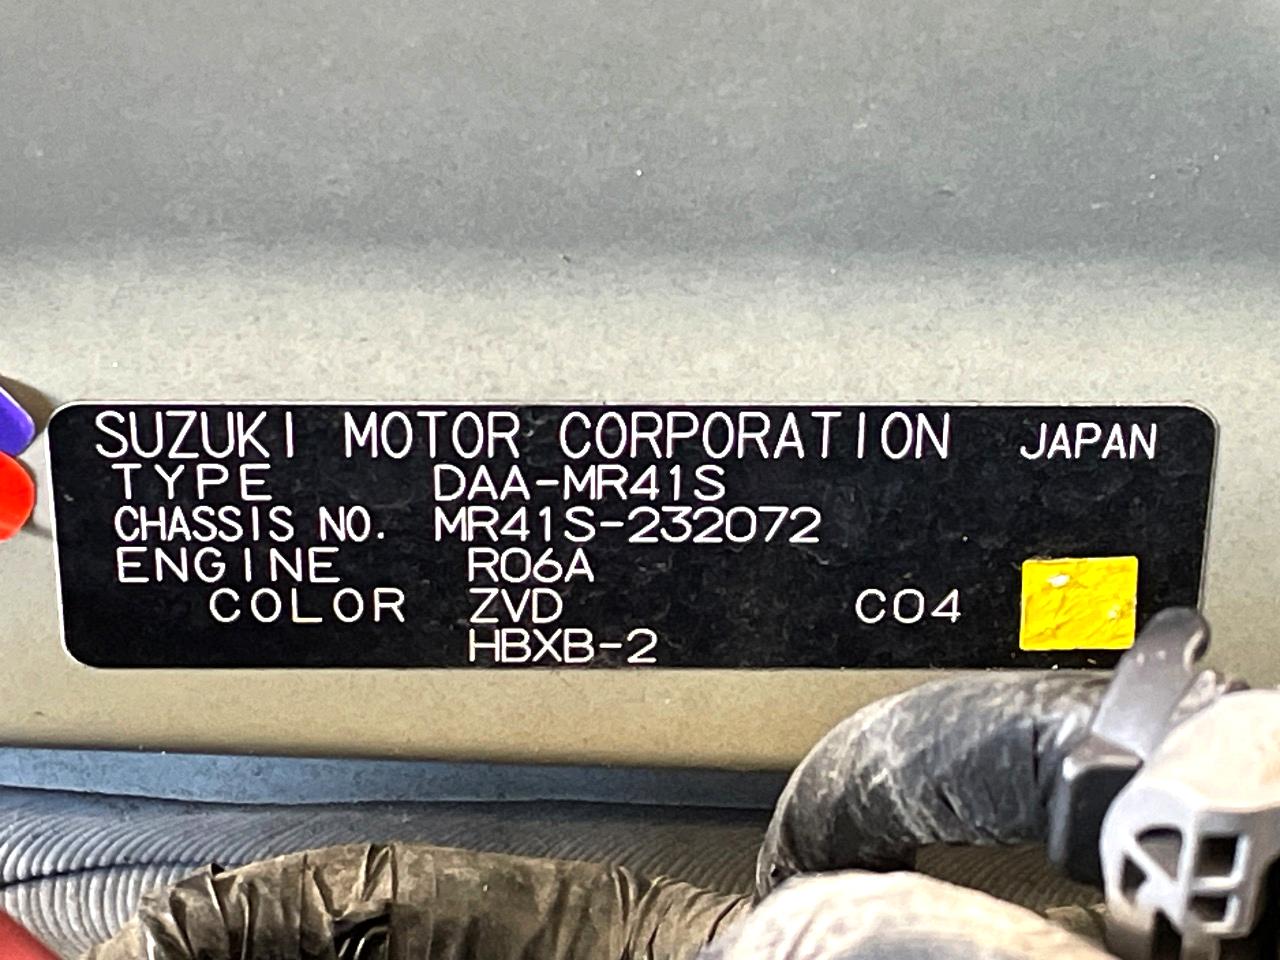 SUZUKI MOTOR CORPORATION JAPAN
TYPE DAA-MR41S
CHASSIS NO. MR41S-232072
ENGINE R06A
COLOR ZVD C04
HBXB-2